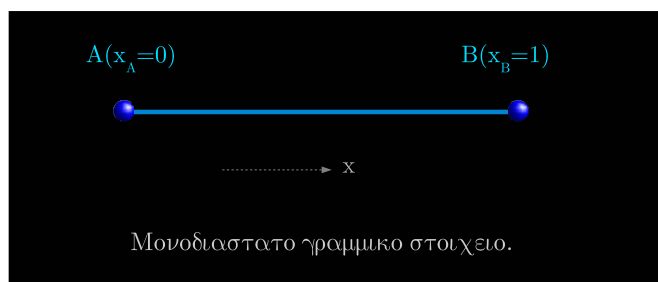 A(x_A=0) B(x_B=1)
x
Μονοδιαστατο γραμμικο στοιχειο.